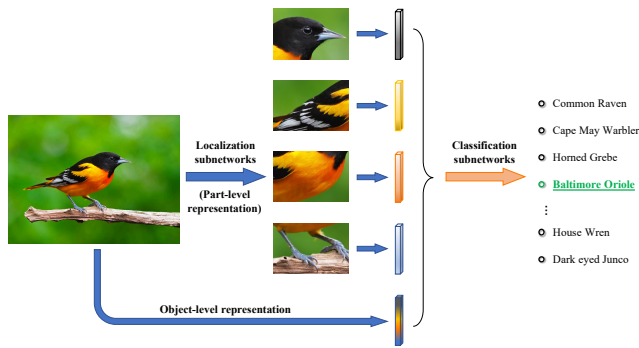 Localization
subnetworks
(Part-level
representation)
Object-level representation
Classification
subnetworks
Common Raven
Cape May Warbler
Horned Grebe
Baltimore Oriole
House Wren
Dark eyed Junco